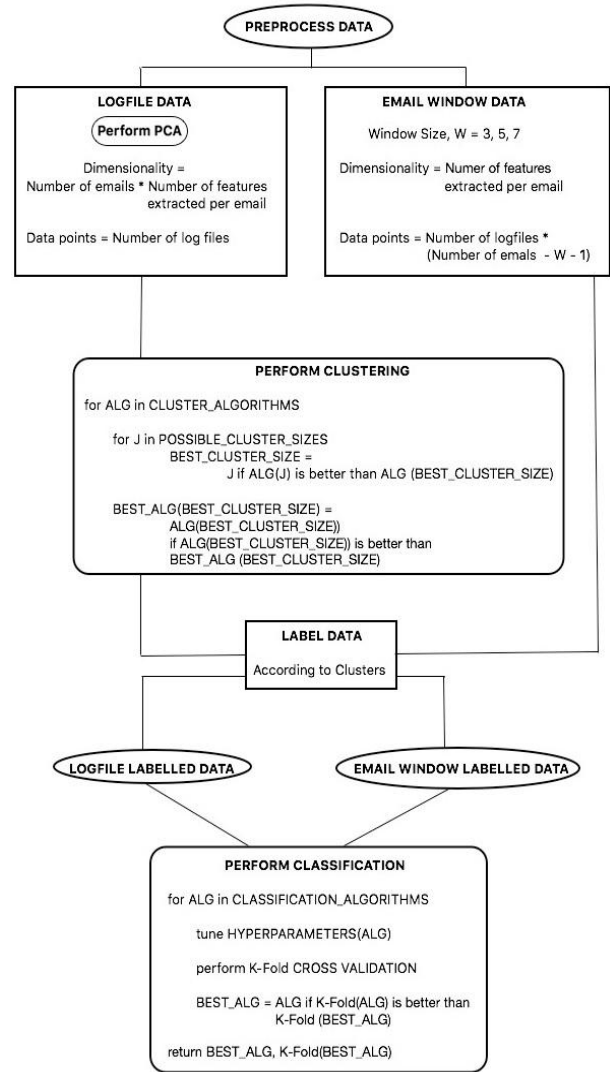 PREPROCESS DATA
LOGFILE DATA
Perform PCA
Dimensionality =
Number of emails * Number of features
extracted per email
Data points = Number of log files
EMAIL WINDOW DATA
Window Size, W = 3, 5, 7
Dimensionality = Numer of features
extracted per email
Data points = Number of logfiles *
(Number of emals - W - 1)
PERFORM CLUSTERING
for ALG in CLUSTER_ALGORITHMS
for J in POSSIBLE_CLUSTER_SIZES
BEST_CLUSTER_SIZE =
J if ALG(J) is better than ALG (BEST_CLUSTER_SIZE)
BEST_ALG(BEST_CLUSTER_SIZE) =
ALG(BEST_CLUSTER_SIZE))
if ALG(BEST_CLUSTER_SIZE)) is better than
BEST_ALG (BEST_CLUSTER_SIZE)
LABEL DATA
According to Clusters
LOGFILE LABELLED DATA
EMAIL WINDOW LABELLED DATA
PERFORM CLASSIFICATION
for ALG in CLASSIFICATION_ALGORITHMS
tune HYPERPARAMETERS(ALG)
perform K-Fold CROSS VALIDATION
BEST_ALG = ALG if K-Fold(ALG) is better than
K-Fold (BEST_ALG)
return BEST_ALG, K-Fold(BEST_ALG)